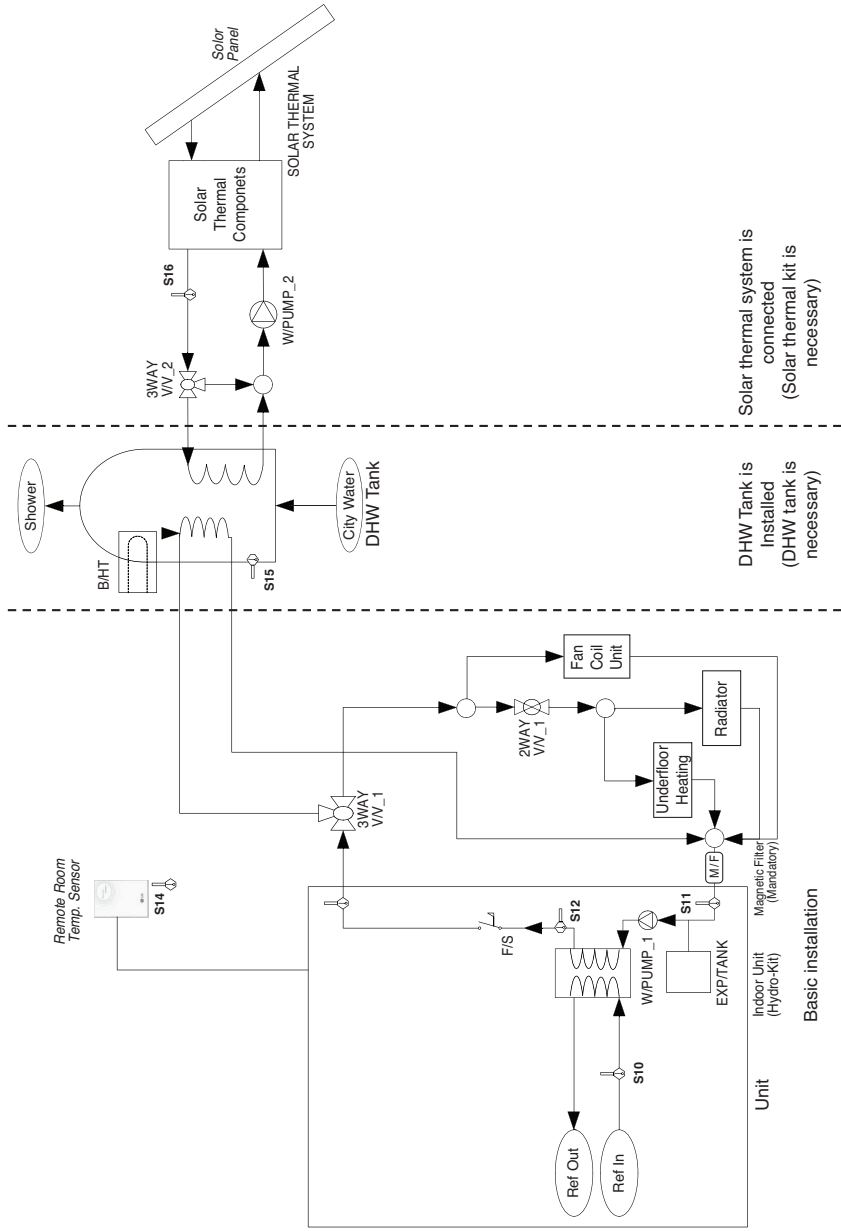 Remote Room
Temp. Sensor
S14
Unit
Ref Out
Ref In
S10
F/S
S12
W/PUMP_1
EXP/TANK
S11
Indoor Unit
(Hydro-Kit)
Magnetic Filter
(Mandatory)
M/F
3WAY
V/V_1
2WAY
V/V_1
Underfloor
Heating
Radiator
Fan
Coil
Unit
Basic installation
Shower
B/HT
S15
City Water
DHW Tank
DHW Tank is
Installed
(DHW tank is
necessary)
3WAY
V/V_2
S16
W/PUMP_2
Solar
Thermal
Componets
SOLAR THERMAL
SYSTEM
Solor
Panel
Solar thermal system is
connected
(Solar thermal kit is
necessary)